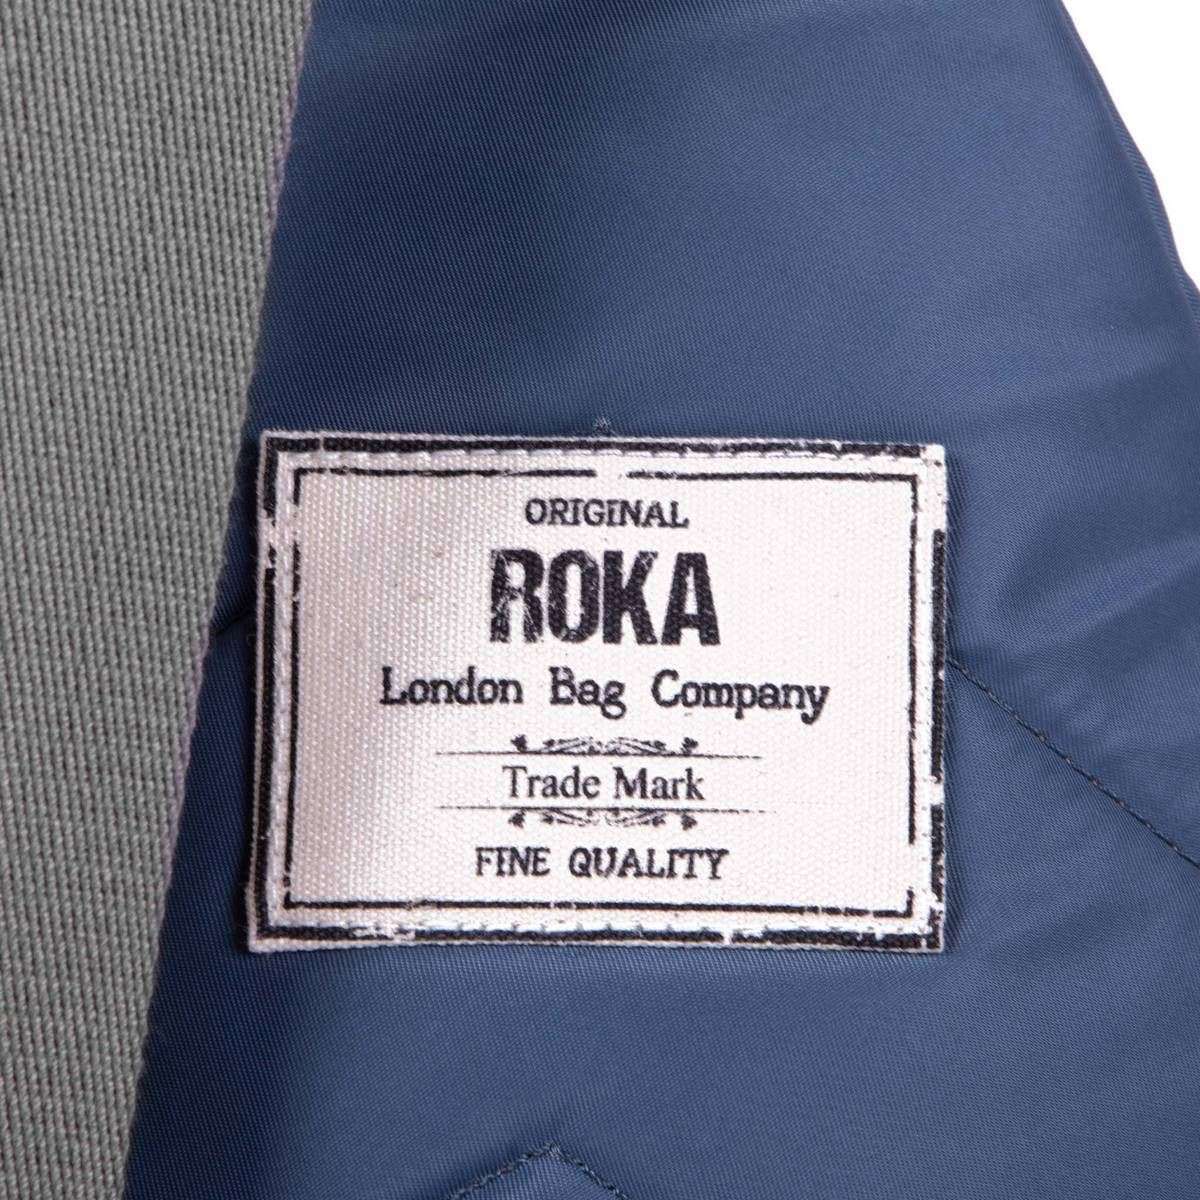 ORIGINAL
ROKA
London Bag Company
Trade Mark
FINE QUALITY